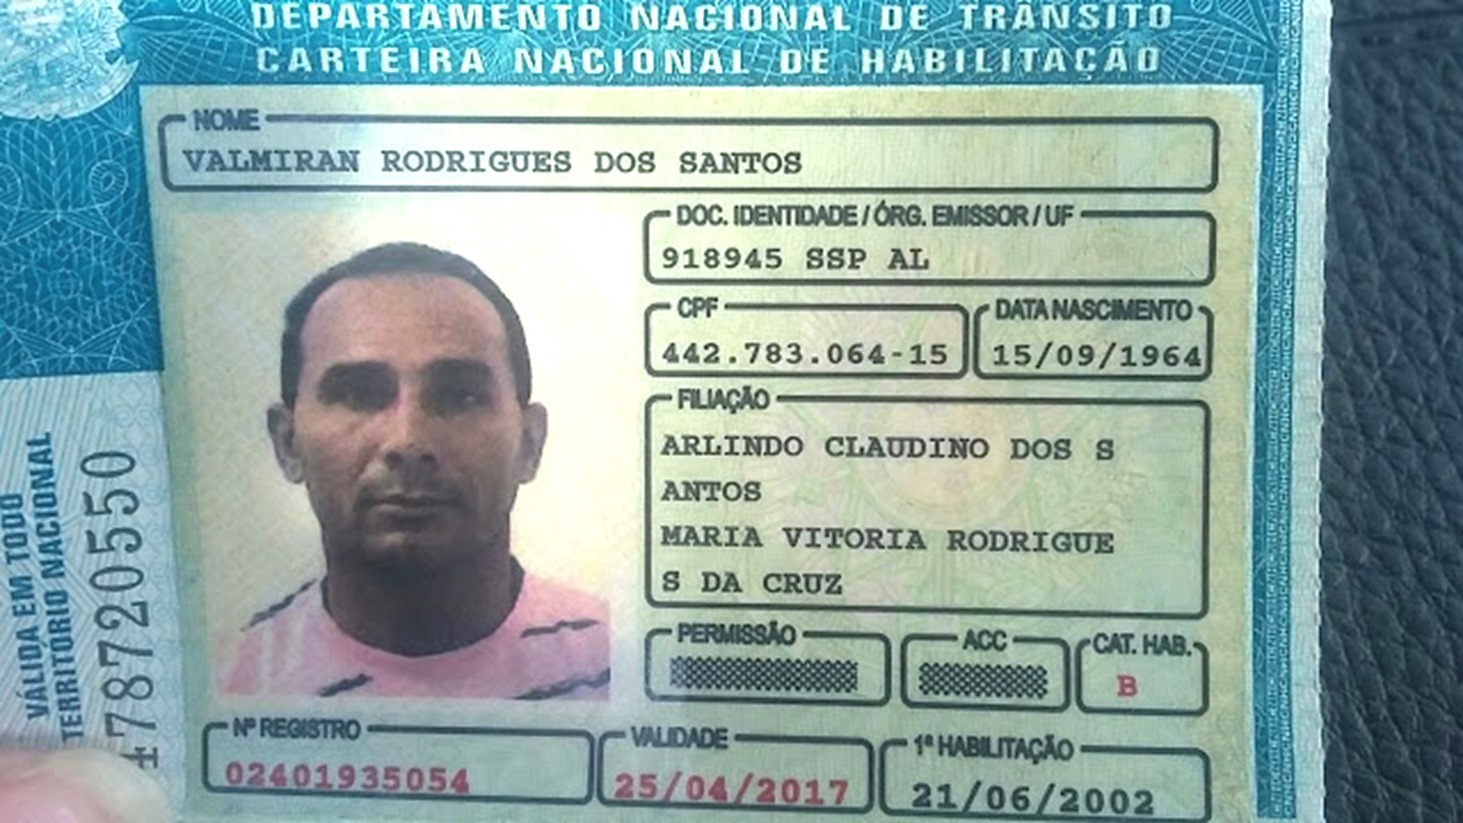 DEPARTAMENTO NACIONAL DE TRÂNSITO
CARTEIRA NACIONAL DE HABILITAÇÃO
NOME
VALMIRAN RODRIGUES DOS SANTOS
DOC. IDENTIDADE / ÓRG. EMISSOR / UF
918945 SSP AL
CPF
442.783.064-15
DATA NASCIMENTO
15/09/1964
FILIAÇÃO
ARLINDO CLAUDINO DOS S
ANTOS
MARIA VITORIA RODRIGUE
S DA CRUZ
PERMISSÃO
ACC
CAT. HAB.
B
Nº REGISTRO
02401935054
VALIDADE
25/04/2017
1ª HABILITAÇÃO
21/06/2002
VÁLIDA EM TODO
TERRITÓRIO NACIONAL